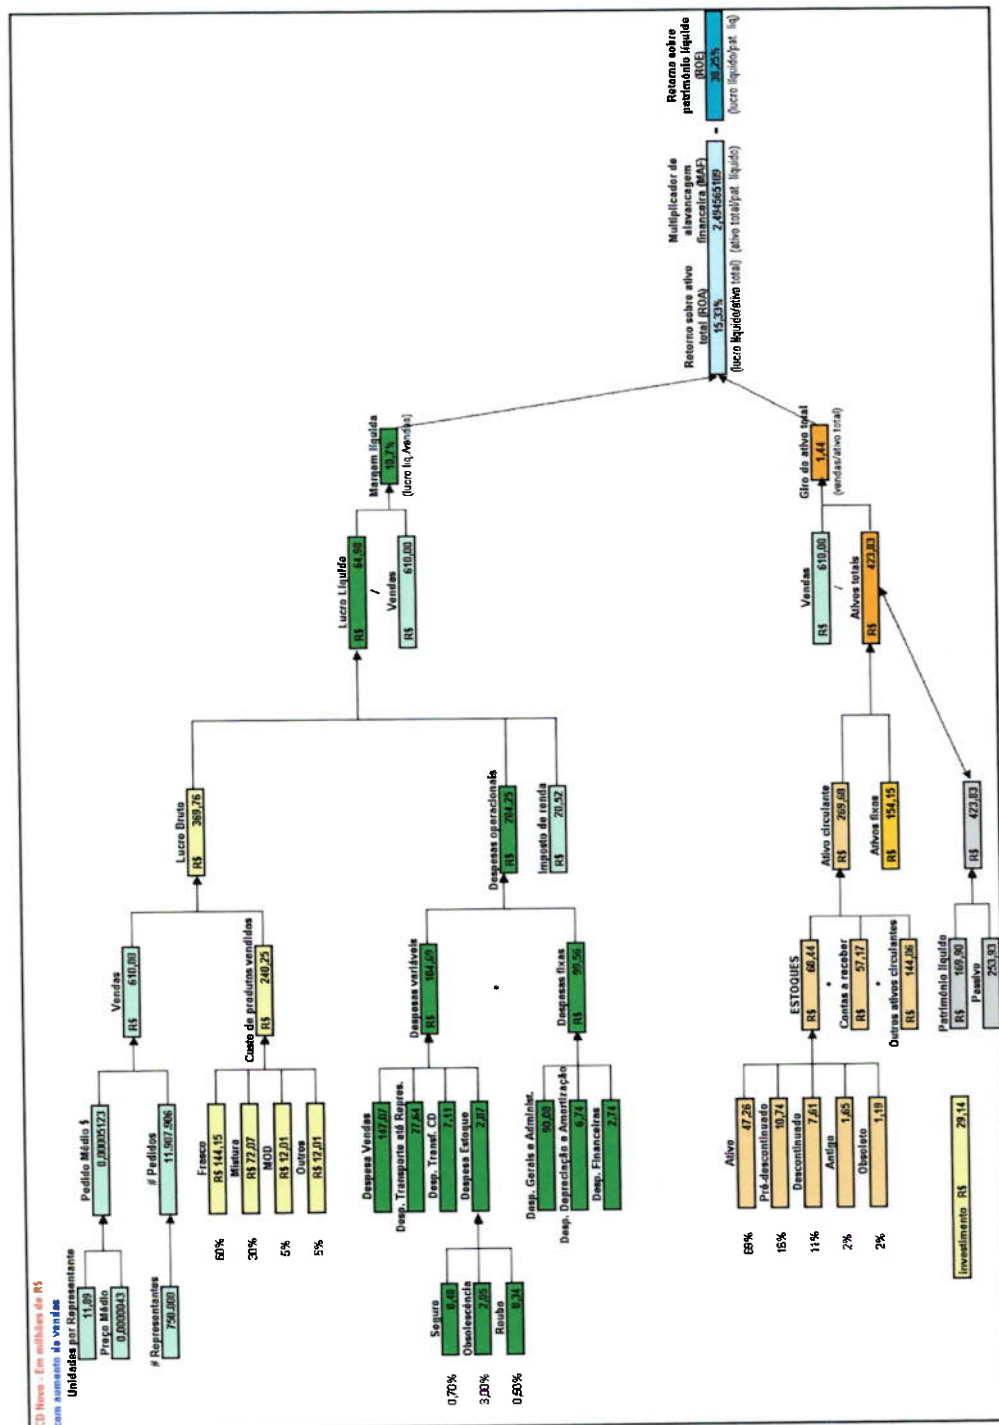 CD Novo - Em milhões de R$
com aumento de vendas
Unidades por Representante
11,09
Preço Médio
0,0000043
# Representantes
750.000
Pedido Médio $
0,00005123
# Pedidos
11.907.906
Vendas
R$ 610,00
60%
Frasco
R$ 144,15
30%
Mistura
R$ 72,07
5%
MOD
R$ 12,01
5%
Outros
R$ 12,01
Custo de produtos vendidos
R$ 240,25
Lucro Bruto
R$ 369,76
0,70%
Seguro
0,48
3,00%
Obsolescência
2,05
0,50%
Roubo
0,34
Despesa Vendas
147,07
Desp. Transporte até Repres.
27,64
Desp. Transf. CD
7,11
Despesa Estoque
2,87
Despesas variáveis
R$ 184,69
Desp. Gerais e Administ.
90,08
Desp. Depreciação e Amortização
6,74
Desp. Financeiras
2,74
Despesas fixas
R$ 99,56
Despesas operacionais
R$ 284,25
Imposto de renda
R$ 20,52
Lucro Líquido
R$ 64,98
/
Vendas
R$ 610,00
Margem líquida
10,7%
(lucro liq./vendas)
69%
Ativo
47,26
16%
Pré-descontinuado
10,74
11%
Descontinuado
7,61
2%
Antigo
1,65
2%
Obsoleto
1,19
ESTOQUES
R$ 68,44
+
Contas a receber
R$ 57,17
+
Outros ativos circulantes
R$ 144,06
Ativo circulante
R$ 269,68
Ativos fixos
R$ 154,15
Vendas
R$ 610,00
/
Ativos totais
R$ 423,83
Giro do ativo total
1,44
(vendas/ativo total)
investimento R$ 29,14
Patrimônio líquido
R$ 169,90
Passivo
253,93
R$ 423,83
Retorno sobre ativo total (ROA)
15,33%
(lucro líquido/ativo total)
Multiplicador de alavancagem financeira (MAF)
2,494565109
(ativo total/pat. líquido)
=
Retorno sobre patrimônio líquido (ROE)
38,25%
(lucro líquido/pat. liq)